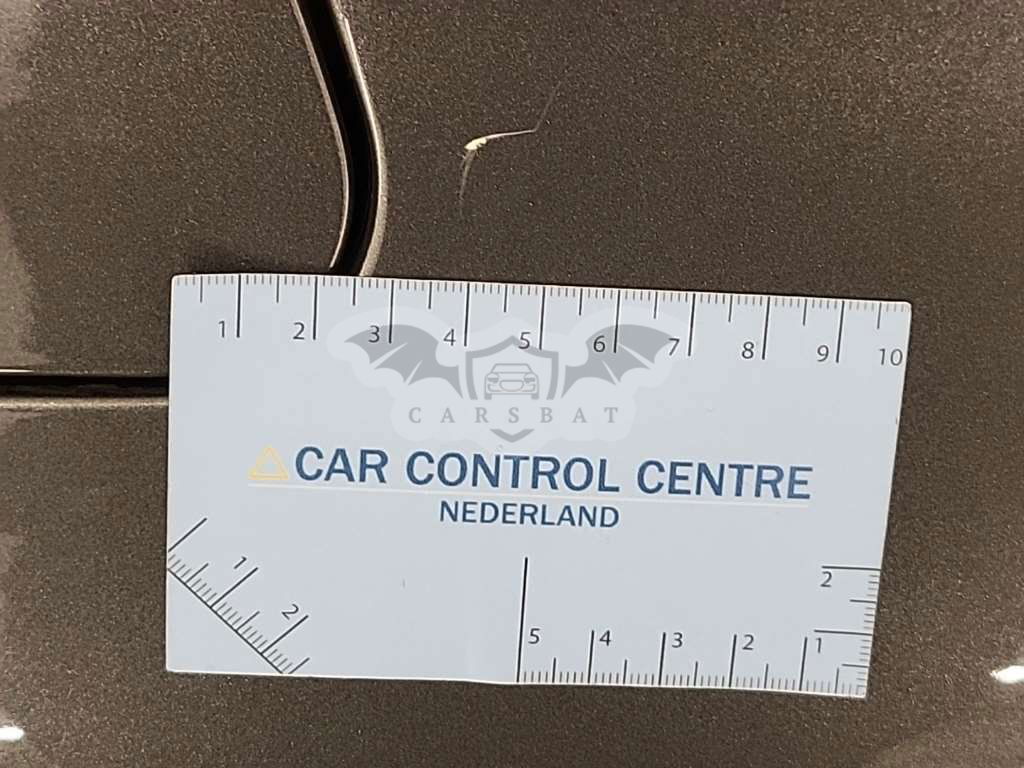 1 2 3 4 5 6 7 8 9 10
CARSBAT
CAR CONTROL CENTRE
NEDERLAND
1 2
2
5 4 3 2 1